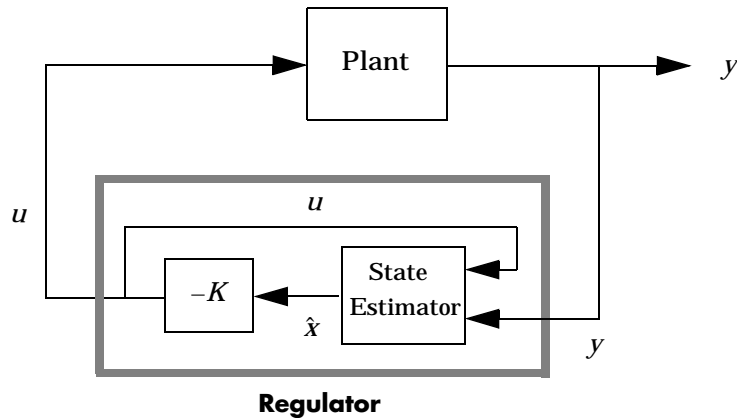 Plant
y
u
u
State
Estimator
–K
x̂
y
Regulator